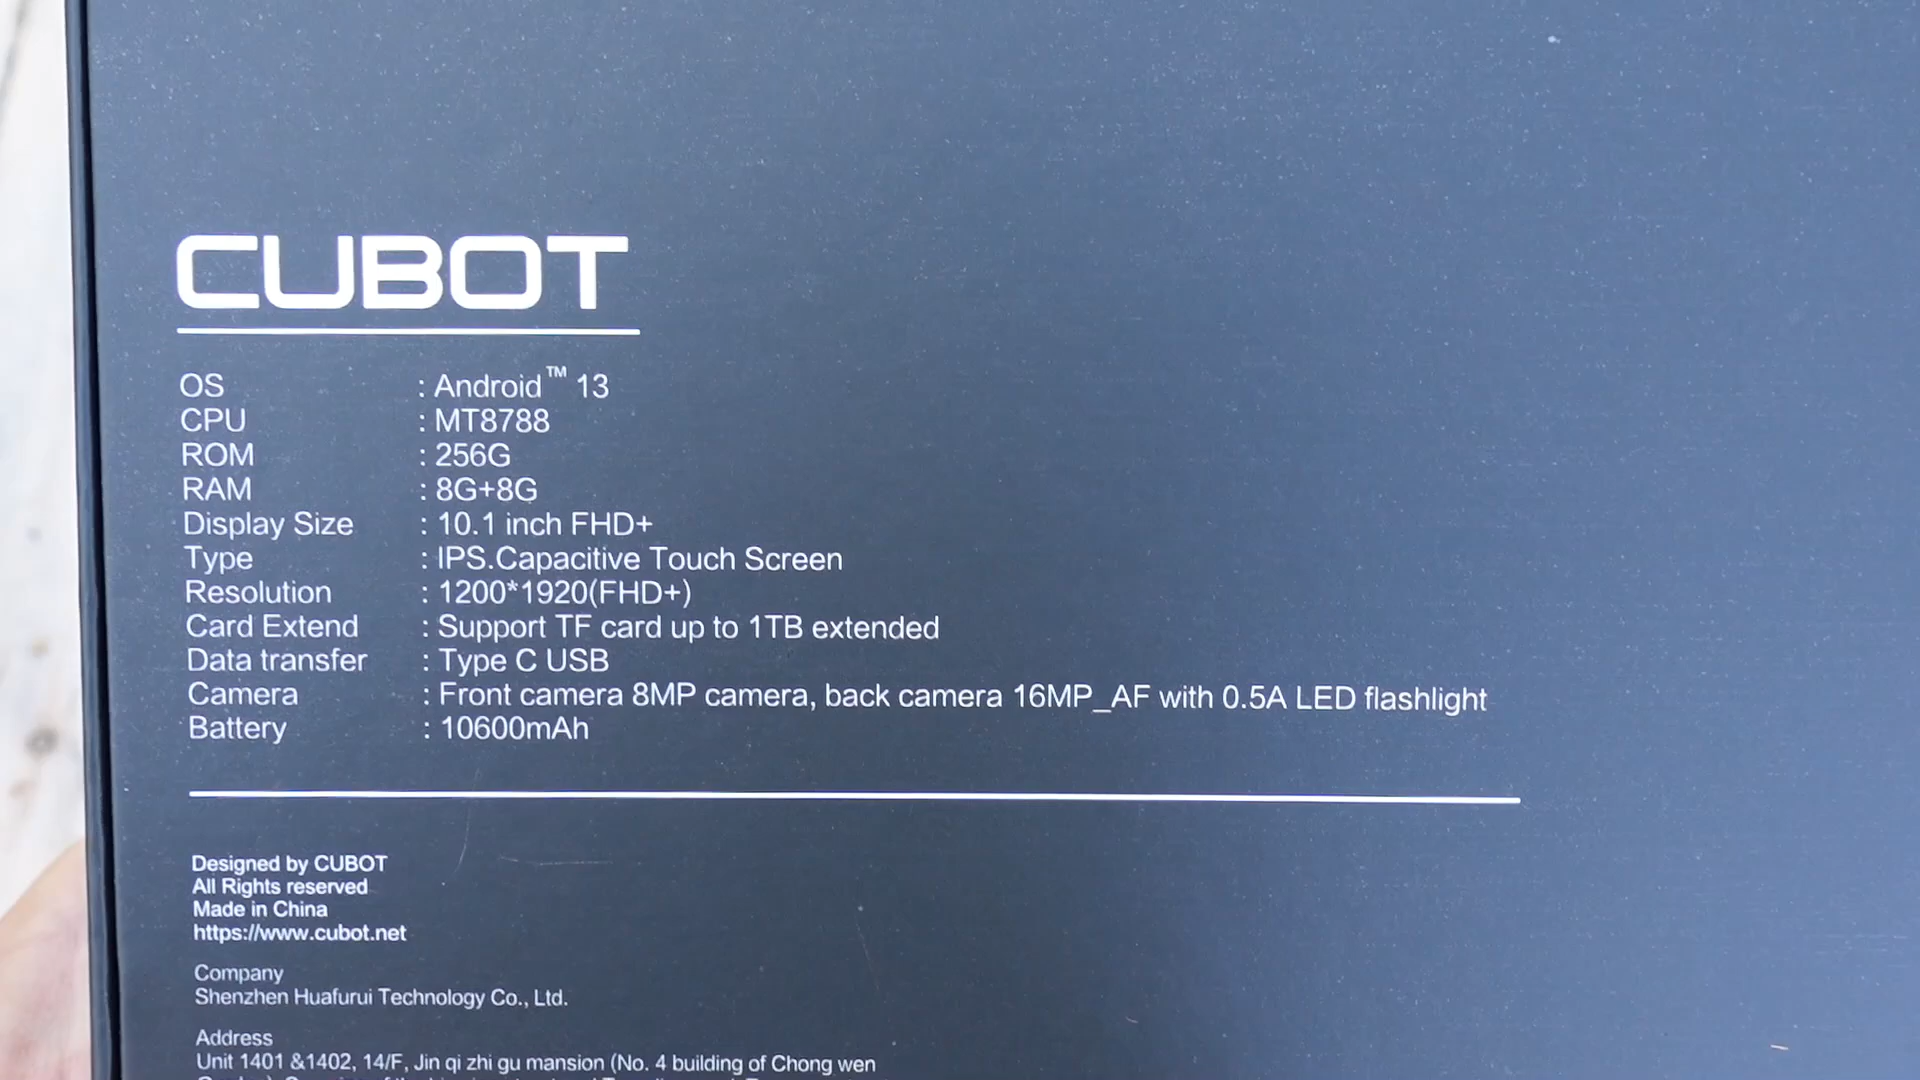 CUBOT
OS : Android™ 13
CPU : MT8788
ROM : 256G
RAM : 8G+8G
Display Size : 10.1 inch FHD+
Type : IPS.Capacitive Touch Screen
Resolution : 1200*1920(FHD+)
Card Extend : Support TF card up to 1TB extended
Data transfer : Type C USB
Camera : Front camera 8MP camera, back camera 16MP_AF with 0.5A LED flashlight
Battery : 10600mAh
Designed by CUBOT
All Rights reserved
Made in China
https://www.cubot.net
Company
Shenzhen Huafurui Technology Co., Ltd.
Address
Unit 1401 &1402, 14/F, Jin qi zhi gu mansion (No. 4 building of Chong wen